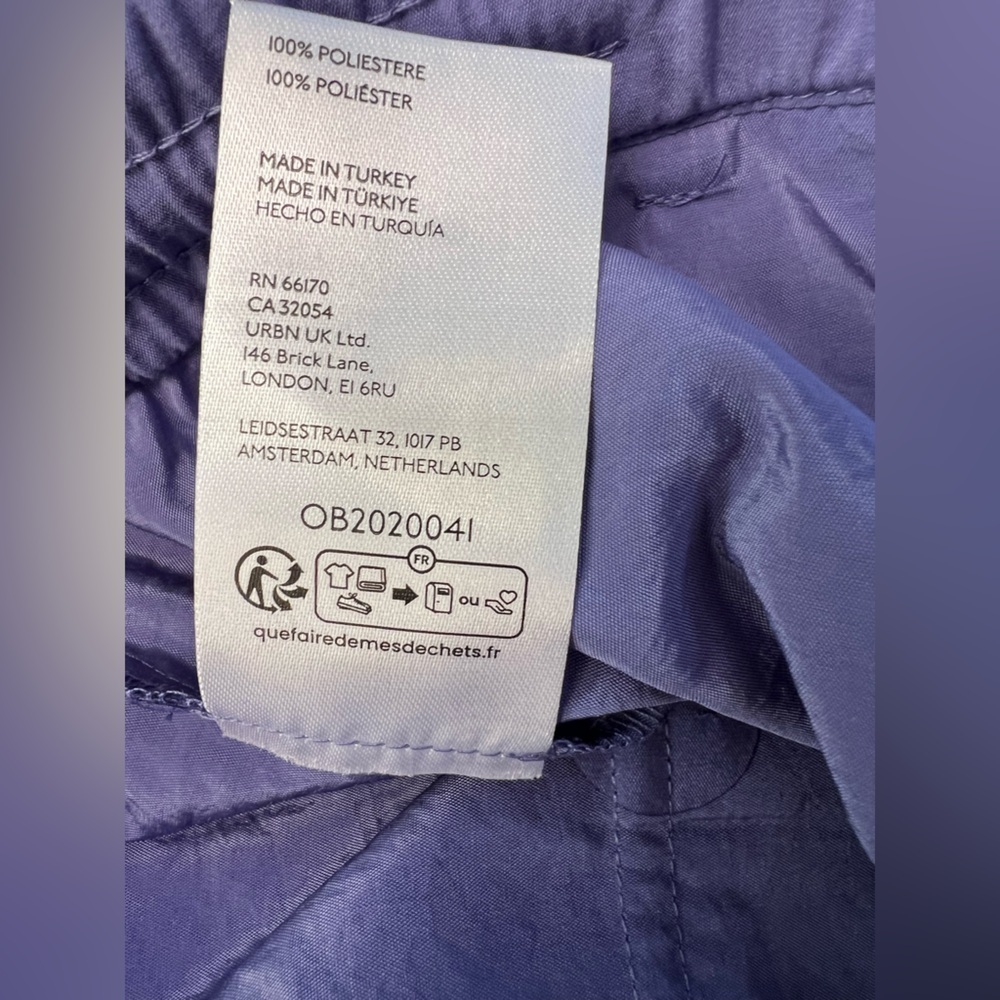 100% POLIESTERE
100% POLIÉSTER
MADE IN TURKEY
MADE IN TÜRKIYE
HECHO EN TURQUÍA
RN 66170
CA 32054
URBN UK Ltd.
146 Brick Lane,
LONDON, E1 6RU
LEIDSESTRAAT 32, 1017 PB
AMSTERDAM, NETHERLANDS
OB2020041
FR
ou
quefairedemesdechets.fr